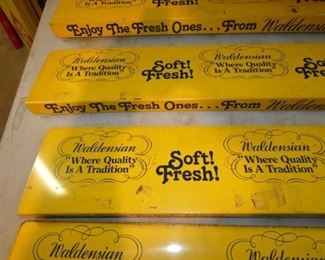 Enjoy The Fresh Ones...From Waldensian
Waldensian
"Where Quality
Is A Tradition"
Soft!
Fresh!
Waldensian
"Where Quality
Is A Tradition"
Enjoy The Fresh Ones...From Waldensian
Waldensian
"Where Quality
Is A Tradition"
Soft!
Fresh!
Waldensian
"Where Quality
Is A Tradition"
Waldensian
Waldensian